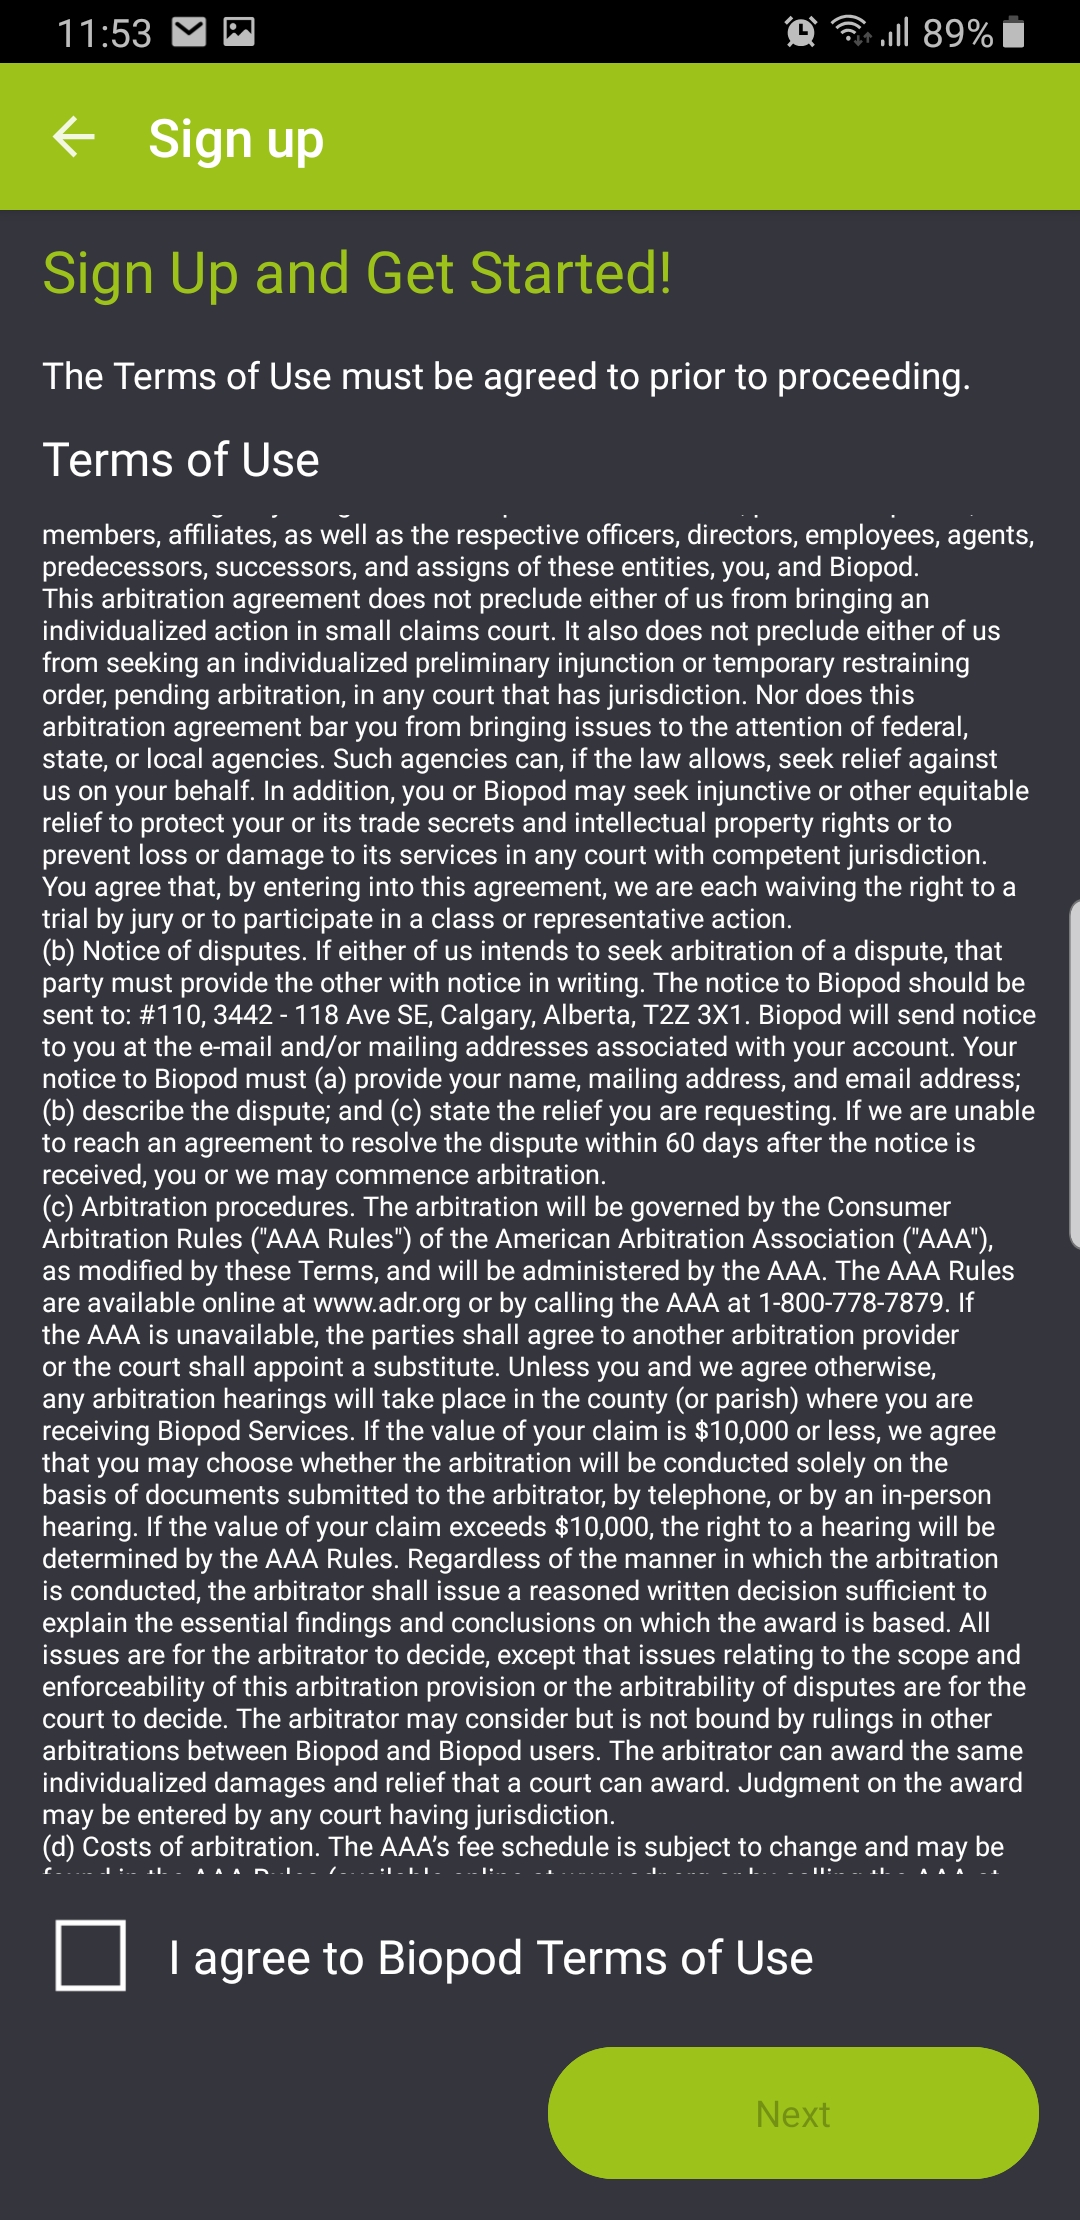 11:53
89%
Sign up
Sign Up and Get Started!
The Terms of Use must be agreed to prior to proceeding.
Terms of Use
members, affiliates, as well as the respective officers, directors, employees, agents,
predecessors, successors, and assigns of these entities, you, and Biopod.
This arbitration agreement does not preclude either of us from bringing an
individualized action in small claims court. It also does not preclude either of us
from seeking an individualized preliminary injunction or temporary restraining
order, pending arbitration, in any court that has jurisdiction. Nor does this
arbitration agreement bar you from bringing issues to the attention of federal,
state, or local agencies. Such agencies can, if the law allows, seek relief against
us on your behalf. In addition, you or Biopod may seek injunctive or other equitable
relief to protect your or its trade secrets and intellectual property rights or to
prevent loss or damage to its services in any court with competent jurisdiction.
You agree that, by entering into this agreement, we are each waiving the right to a
trial by jury or to participate in a class or representative action.
(b) Notice of disputes. If either of us intends to seek arbitration of a dispute, that
party must provide the other with notice in writing. The notice to Biopod should be
sent to: #110, 3442 - 118 Ave SE, Calgary, Alberta, T2Z 3X1. Biopod will send notice
to you at the e-mail and/or mailing addresses associated with your account. Your
notice to Biopod must (a) provide your name, mailing address, and email address;
(b) describe the dispute; and (c) state the relief you are requesting. If we are unable
to reach an agreement to resolve the dispute within 60 days after the notice is
received, you or we may commence arbitration.
(c) Arbitration procedures. The arbitration will be governed by the Consumer
Arbitration Rules ("AAA Rules") of the American Arbitration Association ("AAA"),
as modified by these Terms, and will be administered by the AAA. The AAA Rules
are available online at www.adr.org or by calling the AAA at 1-800-778-7879. If
the AAA is unavailable, the parties shall agree to another arbitration provider
or the court shall appoint a substitute. Unless you and we agree otherwise,
any arbitration hearings will take place in the county (or parish) where you are
receiving Biopod Services. If the value of your claim is $10,000 or less, we agree
that you may choose whether the arbitration will be conducted solely on the
basis of documents submitted to the arbitrator, by telephone, or by an in-person
hearing. If the value of your claim exceeds $10,000, the right to a hearing will be
determined by the AAA Rules. Regardless of the manner in which the arbitration
is conducted, the arbitrator shall issue a reasoned written decision sufficient to
explain the essential findings and conclusions on which the award is based. All
issues are for the arbitrator to decide, except that issues relating to the scope and
enforceability of this arbitration provision or the arbitrability of disputes are for the
court to decide. The arbitrator may consider but is not bound by rulings in other
arbitrations between Biopod and Biopod users. The arbitrator can award the same
individualized damages and relief that a court can award. Judgment on the award
may be entered by any court having jurisdiction.
(d) Costs of arbitration. The AAA’s fee schedule is subject to change and may be
I agree to Biopod Terms of Use
Next